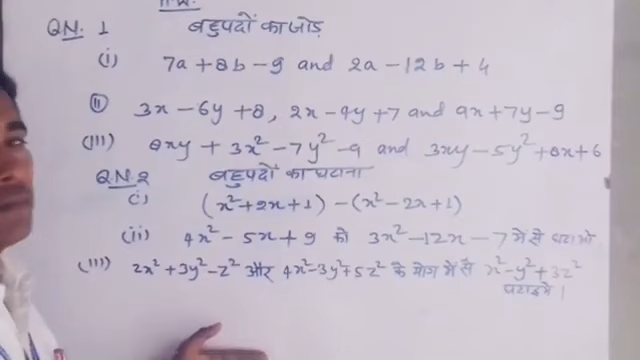 H.W.
QN. 1 बहुपदों का जोड़
(i) 7a + 8b - 9 and 2a - 12b + 4
(ii) 3x - 6y + 8, 2x - 4y + 7 and 9x + 7y - 9
(iii) 8xy + 3x² - 7y² - 9 and 3xy - 5y² + 8x + 6
QN. 2 बहुपदों का घटाना
(i) (x² + 2x + 1) - (x² - 2x + 1)
(ii) 4x² - 5x + 9 को 3x² - 12x - 7 में से घटाओ
(iii) 2x² + 3y² - z² और 4x² - 3y² + 5z² के योग में से x² - y² + 3z²
घटाइये।